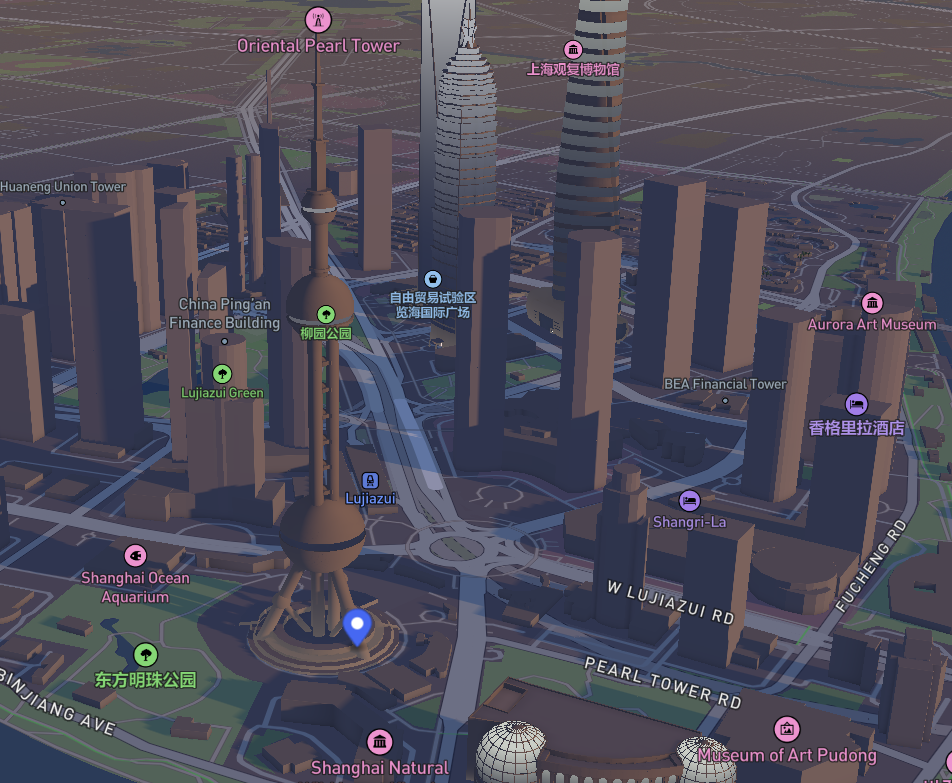 Oriental Pearl Tower
上海观复博物馆
Huaneng Union Tower
自由贸易试验区
览海国际广场
China Ping'an
Finance Building
柳园公园
Aurora Art Museum
Lujiazui Green
BEA Financial Tower
香格里拉酒店
Lujiazui
Shangri-La
FUCHENG RD
Shanghai Ocean
Aquarium
W LUJIAZUI RD
东方明珠公园
PEARL TOWER RD
BINJIANG AVE
Museum of Art Pudong
Shanghai Natural